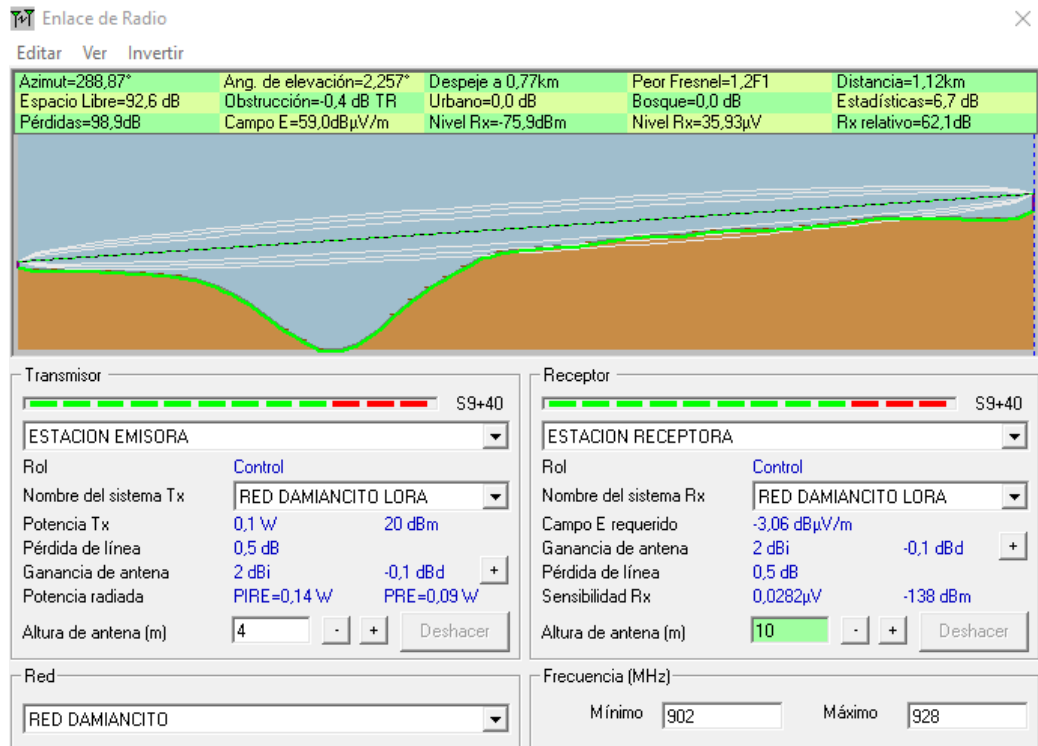 Enlace de Radio
Editar Ver Invertir
Azimut=288,87° Ang. de elevación=2,257° Despeje a 0,77km Peor Fresnel=1,2F1 Distancia=1,12km
Espacio Libre=92,6 dB Obstrucción=-0,4 dB TR Urbano=0,0 dB Bosque=0,0 dB Estadísticas=6,7 dB
Pérdidas=98,9dB Campo E=59,0dBµV/m Nivel Rx=-75,9dBm Nivel Rx=35,93µV Rx relativo=62,1dB
Transmisor
S9+40
ESTACION EMISORA
Rol Control
Nombre del sistema Tx RED DAMIANCITO LORA
Potencia Tx 0,1 W 20 dBm
Pérdida de línea 0,5 dB
Ganancia de antena 2 dBi -0,1 dBd +
Potencia radiada PIRE=0,14 W PRE=0,09 W
Altura de antena (m) 4 - + Deshacer
Receptor
S9+40
ESTACION RECEPTORA
Rol Control
Nombre del sistema Rx RED DAMIANCITO LORA
Campo E requerido -3,06 dBµV/m
Ganancia de antena 2 dBi -0,1 dBd +
Pérdida de línea 0,5 dB
Sensibilidad Rx 0,0282µV -138 dBm
Altura de antena (m) 10 - + Deshacer
Red
RED DAMIANCITO
Frecuencia (MHz)
Mínimo 902 Máximo 928